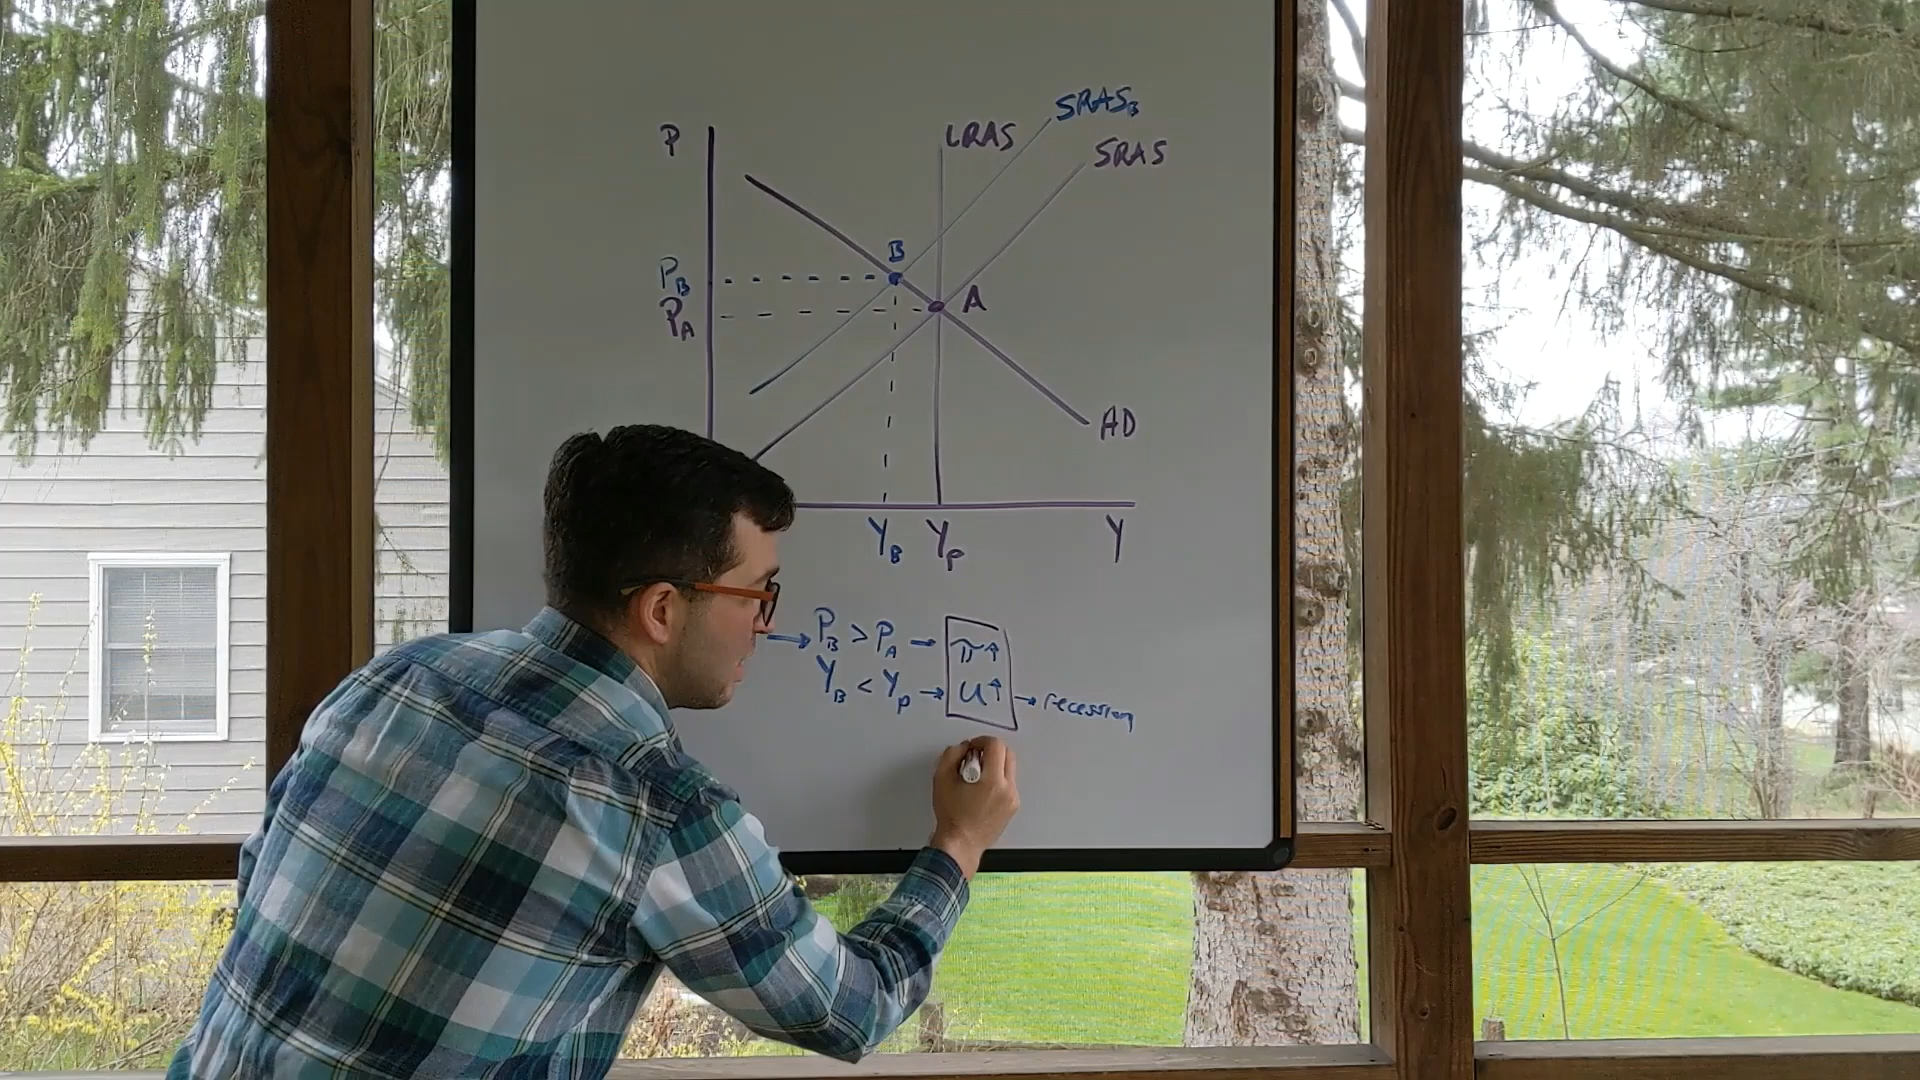 SRAS_B
P
LRAS
SRAS
B
P_B
A
P_A
AD
Y_B Y_P Y
→ P_B > P_A → π↑
Y_B < Y_P → u↑ → recession